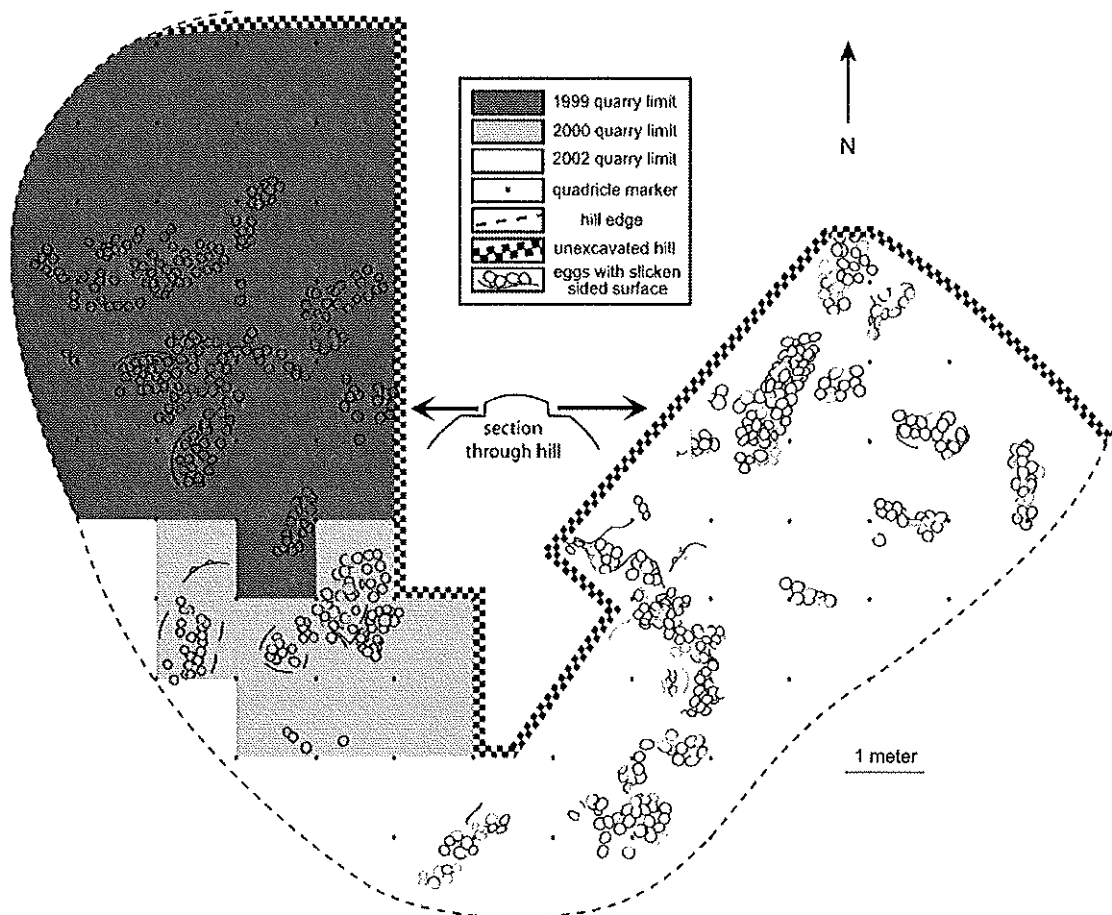 1999 quarry limit
2000 quarry limit
2002 quarry limit
quadricle marker
hill edge
unexcavated hill
eggs with slicken
sided surface
N
section
through hill
1 meter